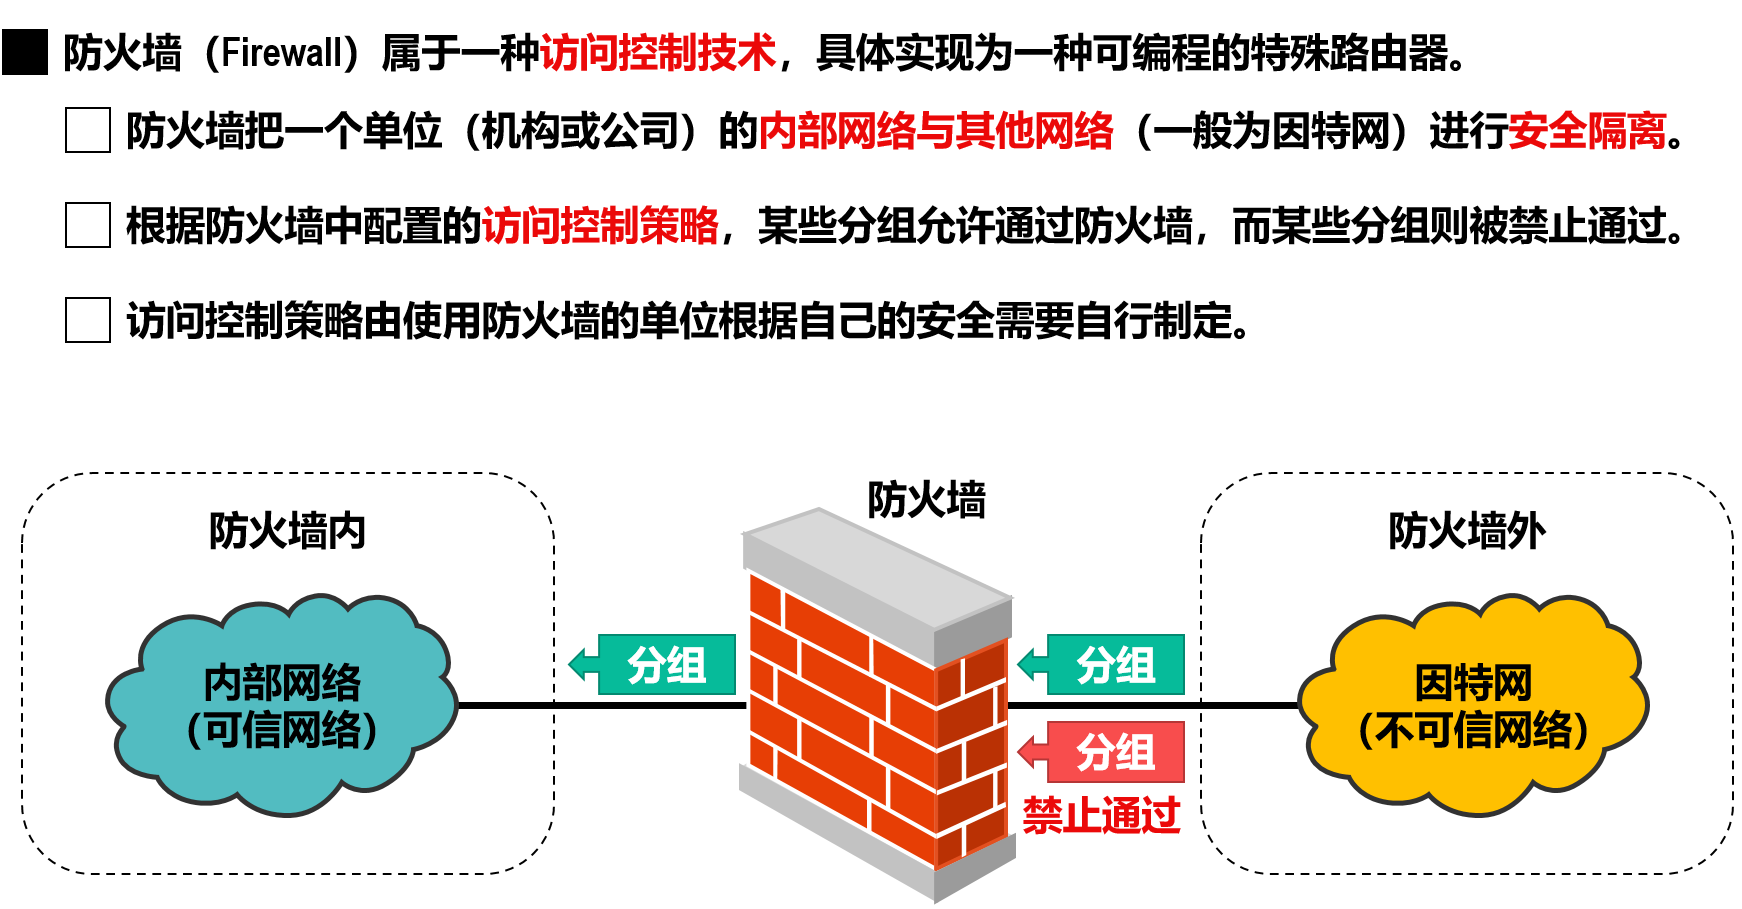 防火墙（Firewall）属于一种访问控制技术，具体实现为一种可编程的特殊路由器。
防火墙把一个单位（机构或公司）的内部网络与其他网络（一般为因特网）进行安全隔离。
根据防火墙中配置的访问控制策略，某些分组允许通过防火墙，而某些分组则被禁止通过。
访问控制策略由使用防火墙的单位根据自己的安全需要自行制定。
防火墙内
防火墙
防火墙外
内部网络
（可信网络）
分组
分组
分组
禁止通过
因特网
（不可信网络）